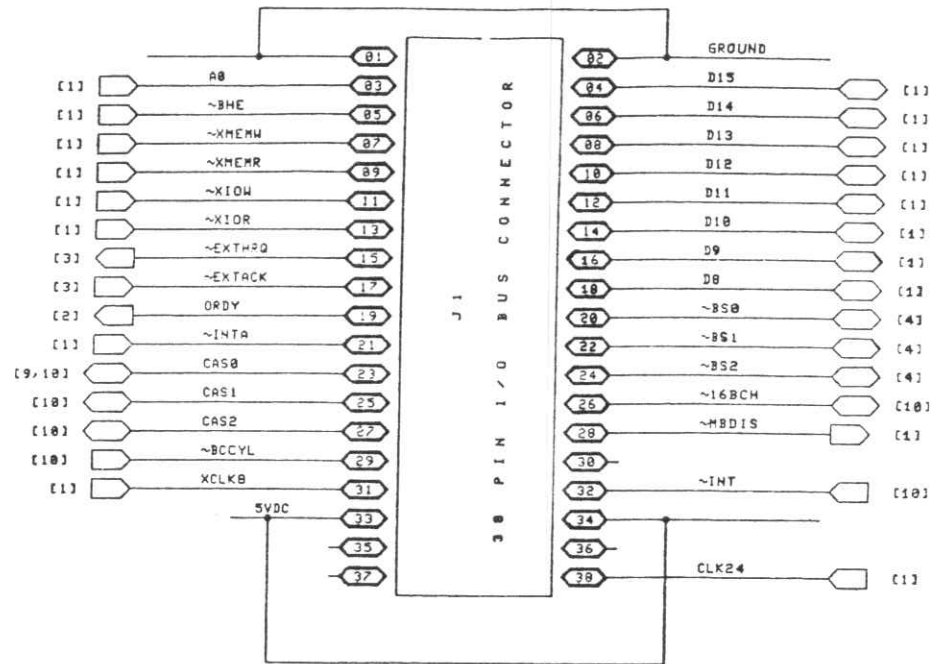 01 02 GROUND
[1] A0 03 04 D15 [1]
[1] ~BHE 05 06 D14 [1]
[1] ~XMEMW 07 08 D13 [1]
[1] ~XMEMR 09 10 D12 [1]
[1] ~XIOW 11 12 D11 [1]
[1] ~XIOR 13 14 D10 [1]
[3] ~EXTHRQ 15 16 D9 [1]
[3] ~EXTACK 17 18 D8 [1]
[2] ORDY 19 20 ~BS0 [4]
[1] ~INTA 21 22 ~BS1 [4]
[9,10] CAS0 23 24 ~BS2 [4]
[10] CAS1 25 26 ~16BCH [10]
[10] CAS2 27 28 ~MBDIS [1]
[10] ~BCCYL 29 30
[1] XCLK8 31 32 ~INT [10]
5VDC 33 34
35 36
37 38 CLK24 [1]
J1
38 PIN I/O BUS CONNECTOR